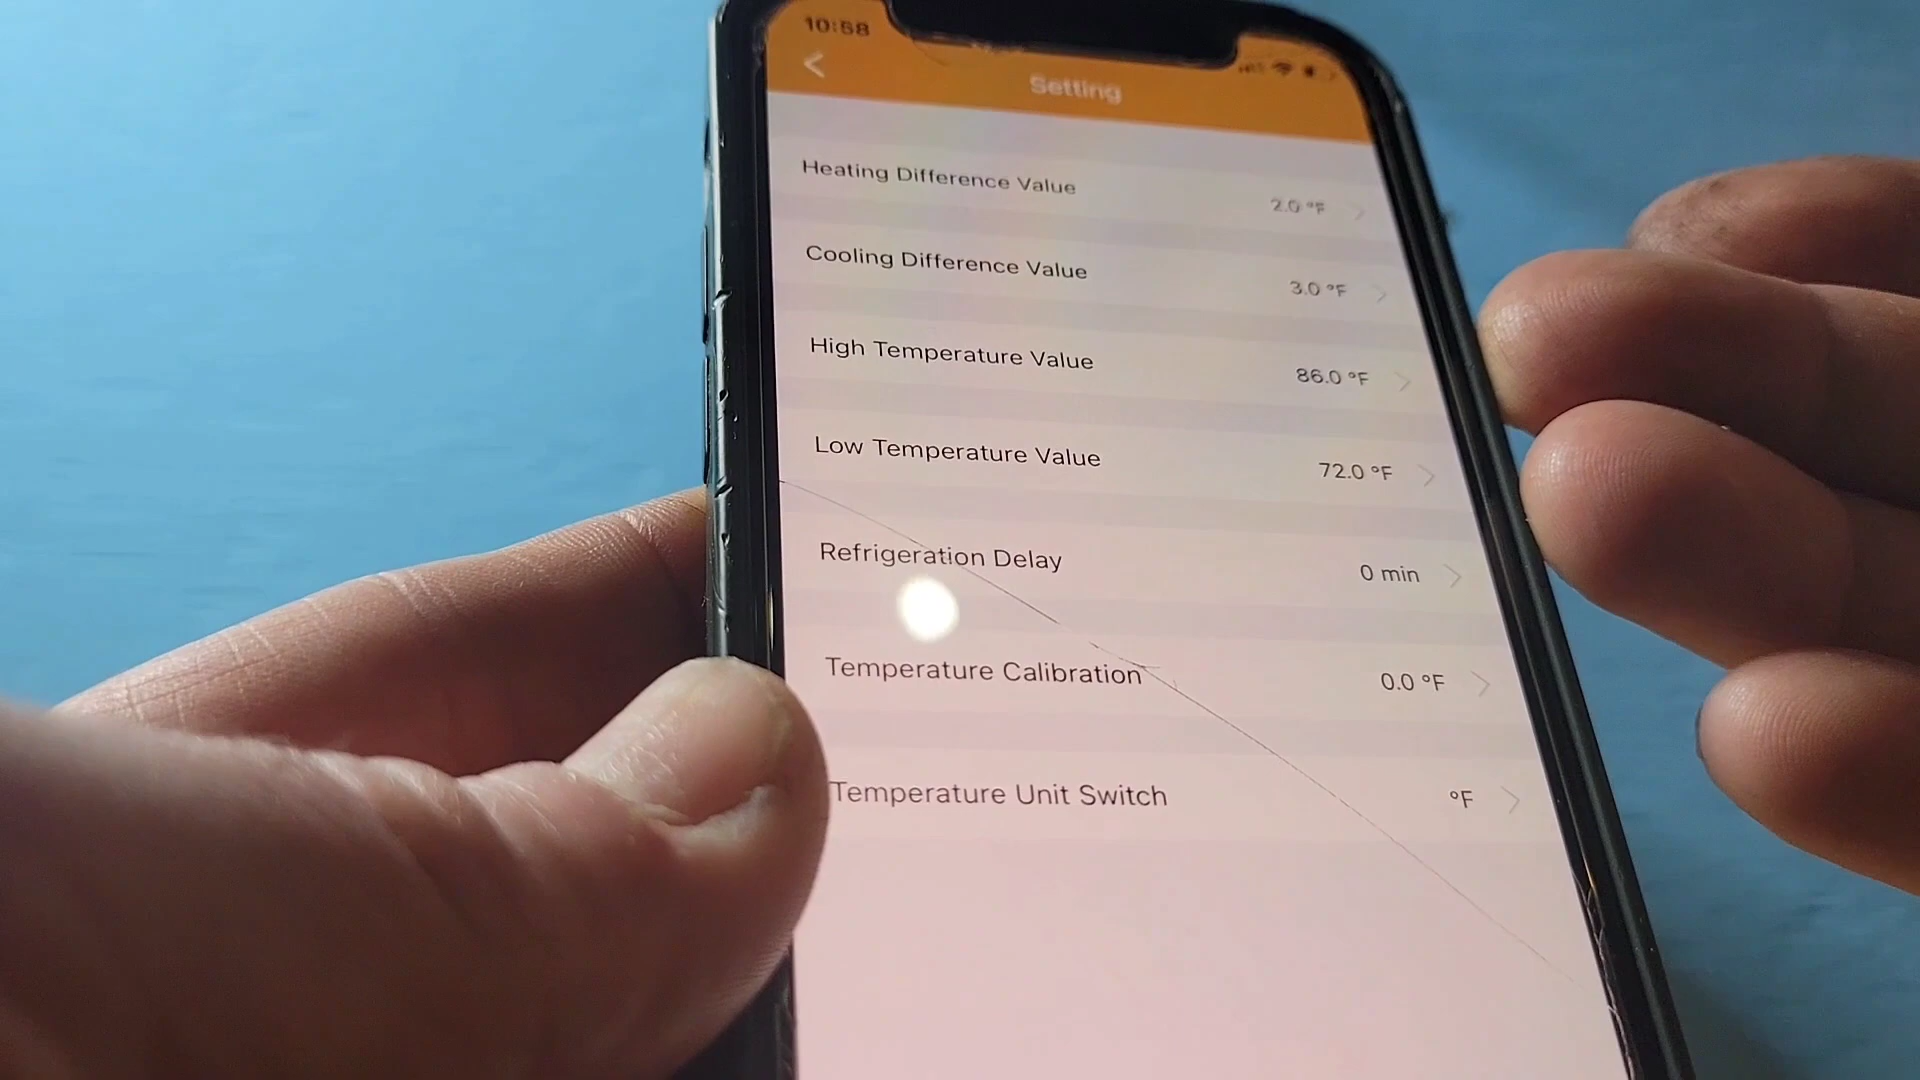 10:58
Setting
Heating Difference Value 2.0 °F
Cooling Difference Value 3.0 °F
High Temperature Value 86.0 °F
Low Temperature Value 72.0 °F
Refrigeration Delay 0 min
Temperature Calibration 0.0 °F
Temperature Unit Switch °F